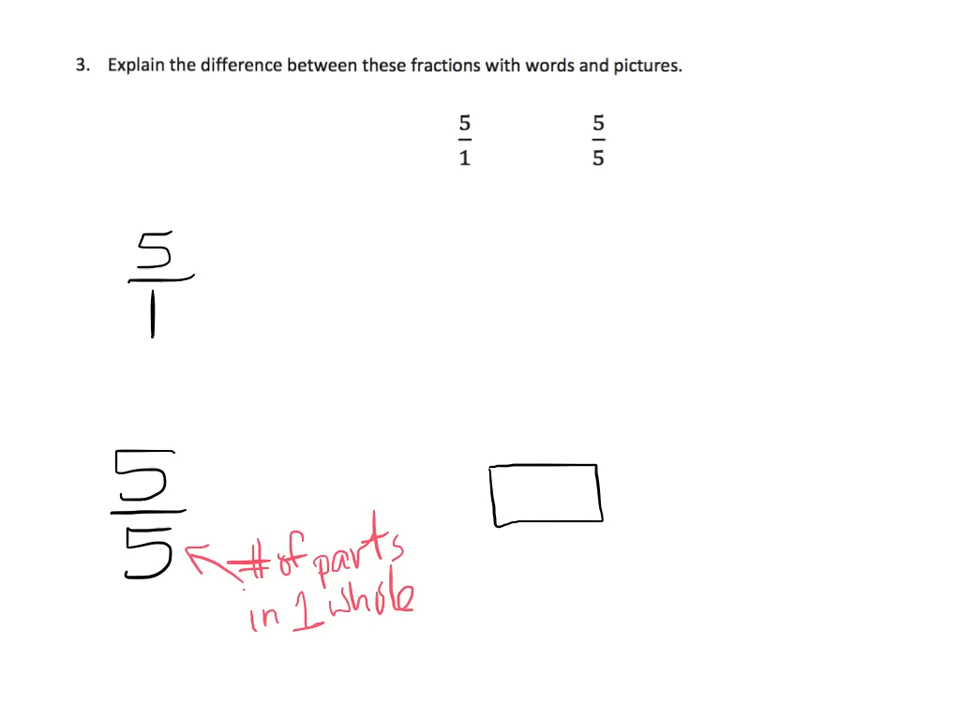 3. Explain the difference between these fractions with words and pictures.
5 5
1 5
5
1
5
5
# of parts
in 1 whole